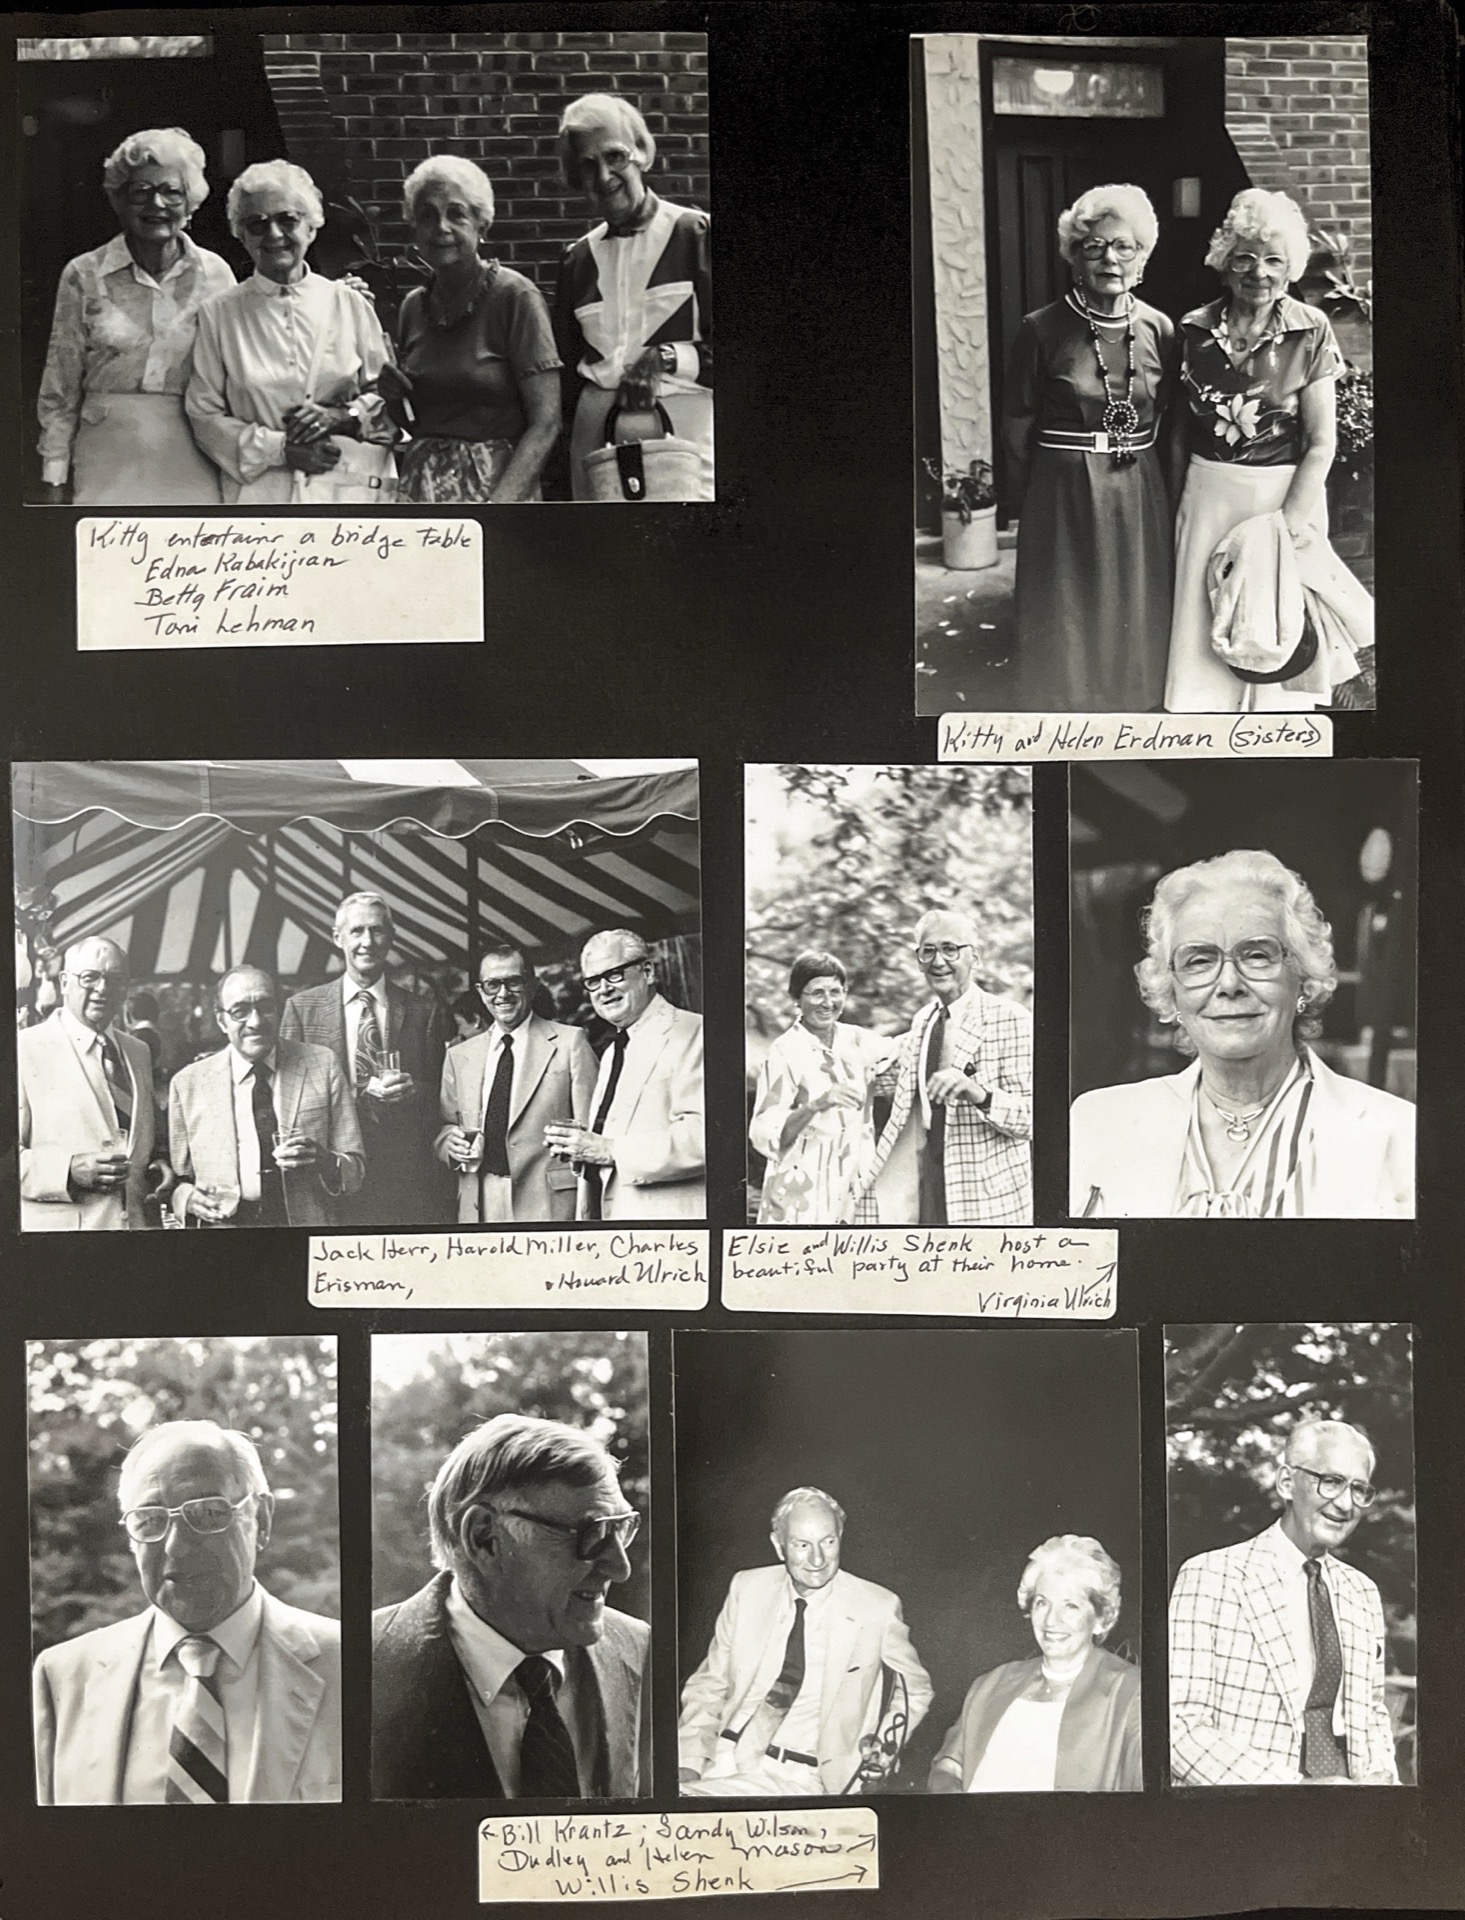 Kitty entertains a bridge table
Edna Kabakijian
Betty Fraim
Toni Lehman
Kitty and Helen Erdman (sisters)
Jack Herr, Harold Miller, Charles
Erisman, & Howard Ulrich
Elsie and Willis Shenk host a
beautiful party at their home.
Virginia Ulrich
Bill Krantz; Sandy Wilson,
Dudley and Helen Mason
Willis Shenk